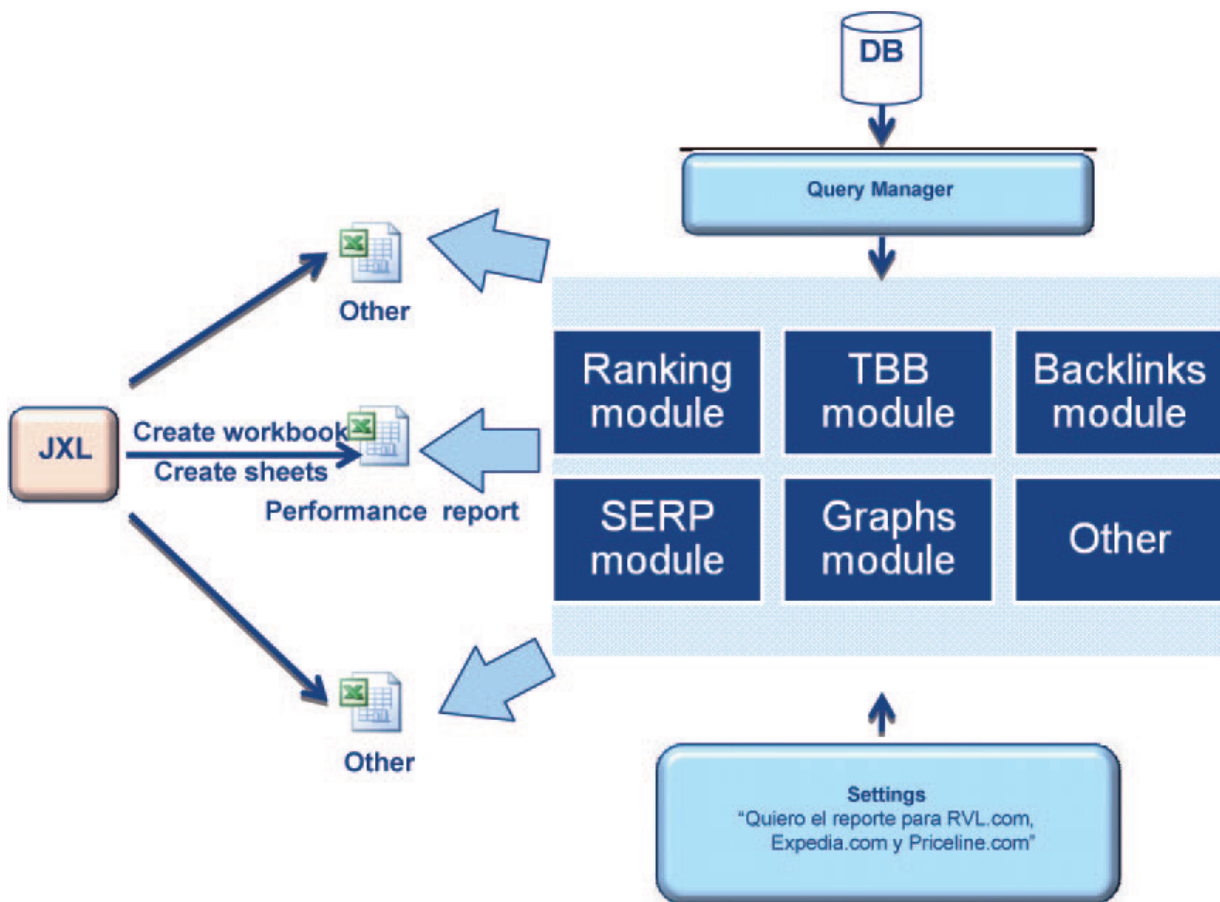 DB
Query Manager
Other
Ranking
module
TBB
module
Backlinks
module
JXL
Create workbook
Create sheets
Performance report
SERP
module
Graphs
module
Other
Other
Settings
“Quiero el reporte para RVL.com,
Expedia.com y Priceline.com”